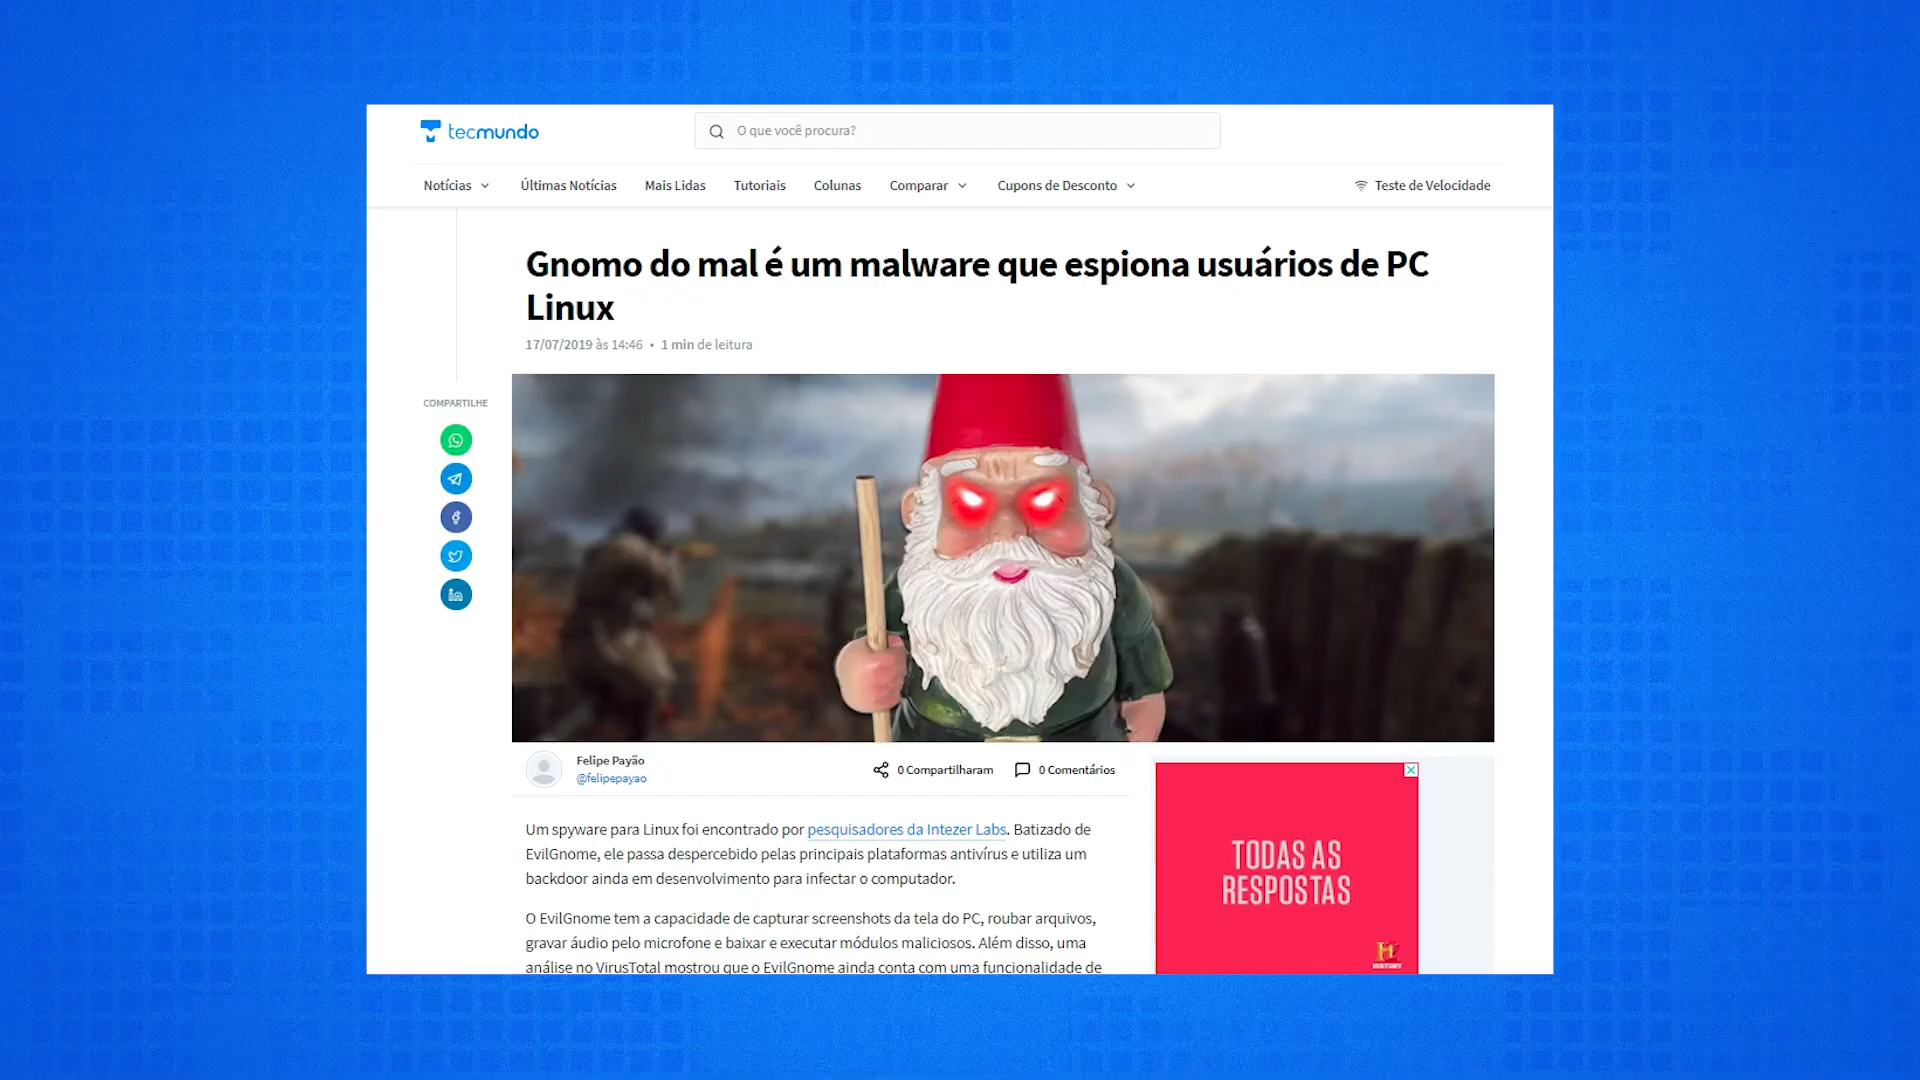 tecmundo
O que você procura?
Notícias
Últimas Notícias
Mais Lidas
Tutoriais
Colunas
Comparar
Cupons de Desconto
Teste de Velocidade
Gnomo do mal é um malware que espiona usuários de PC
Linux
17/07/2019 às 14:46 • 1 min de leitura
COMPARTILHE
Felipe Payão
@felipepayao
0 Compartilharam
0 Comentários
Um spyware para Linux foi encontrado por pesquisadores da Intezer Labs. Batizado de
EvilGnome, ele passa despercebido pelas principais plataformas antivírus e utiliza um
backdoor ainda em desenvolvimento para infectar o computador.
O EvilGnome tem a capacidade de capturar screenshots da tela do PC, roubar arquivos,
gravar áudio pelo microfone e baixar e executar módulos maliciosos. Além disso, uma
análise no VirusTotal mostrou que o EvilGnome ainda conta com uma funcionalidade de
TODAS AS
RESPOSTAS
H
HISTORY